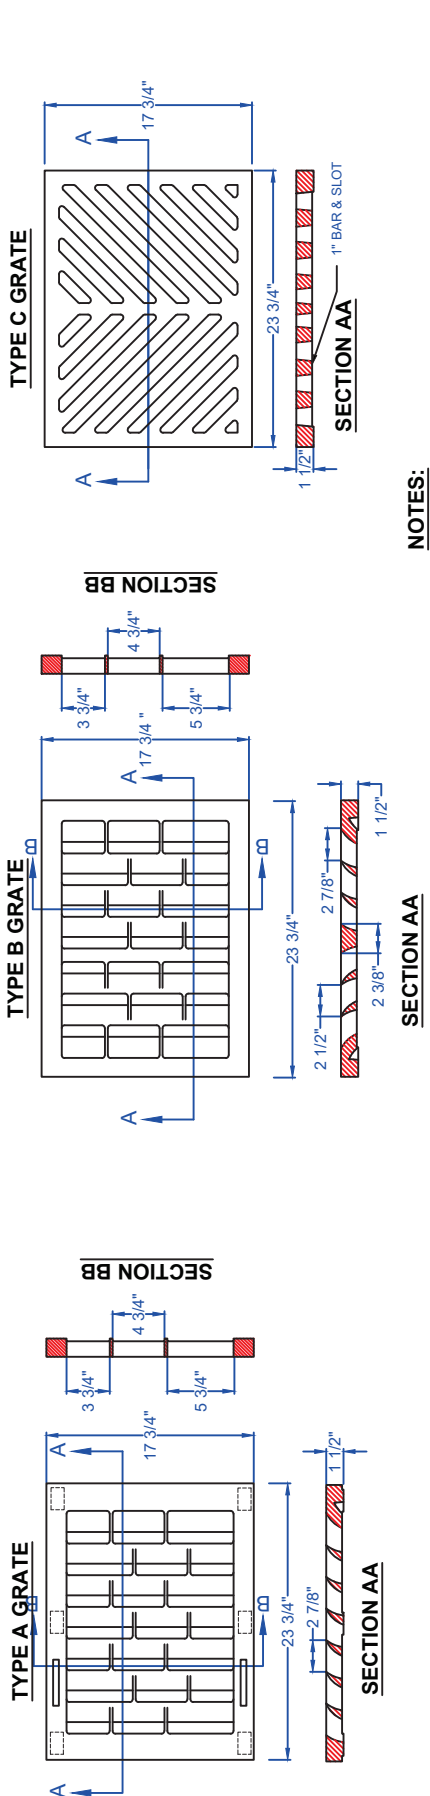 TYPE A GRATE
A
A
B
B
17 3/4"
23 3/4"
3 3/4"
4 3/4"
5 3/4"
SECTION BB
2 7/8"
1 1/2"
SECTION AA
TYPE B GRATE
A
A
B
B
17 3/4 "
23 3/4"
3 3/4"
4 3/4"
5 3/4"
SECTION BB
2 1/2"
2 7/8"
2 3/8"
1 1/2"
SECTION AA
TYPE C GRATE
A
A
17 3/4"
23 3/4"
1 1/2"
1" BAR & SLOT
SECTION AA
NOTES: